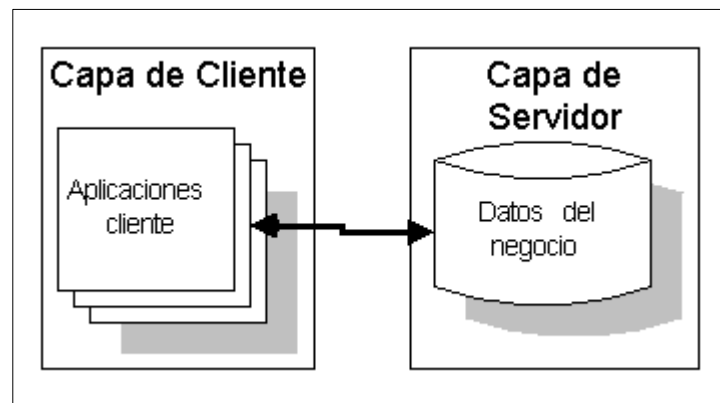 Capa de Cliente
Aplicaciones
cliente
Capa de
Servidor
Datos del
negocio